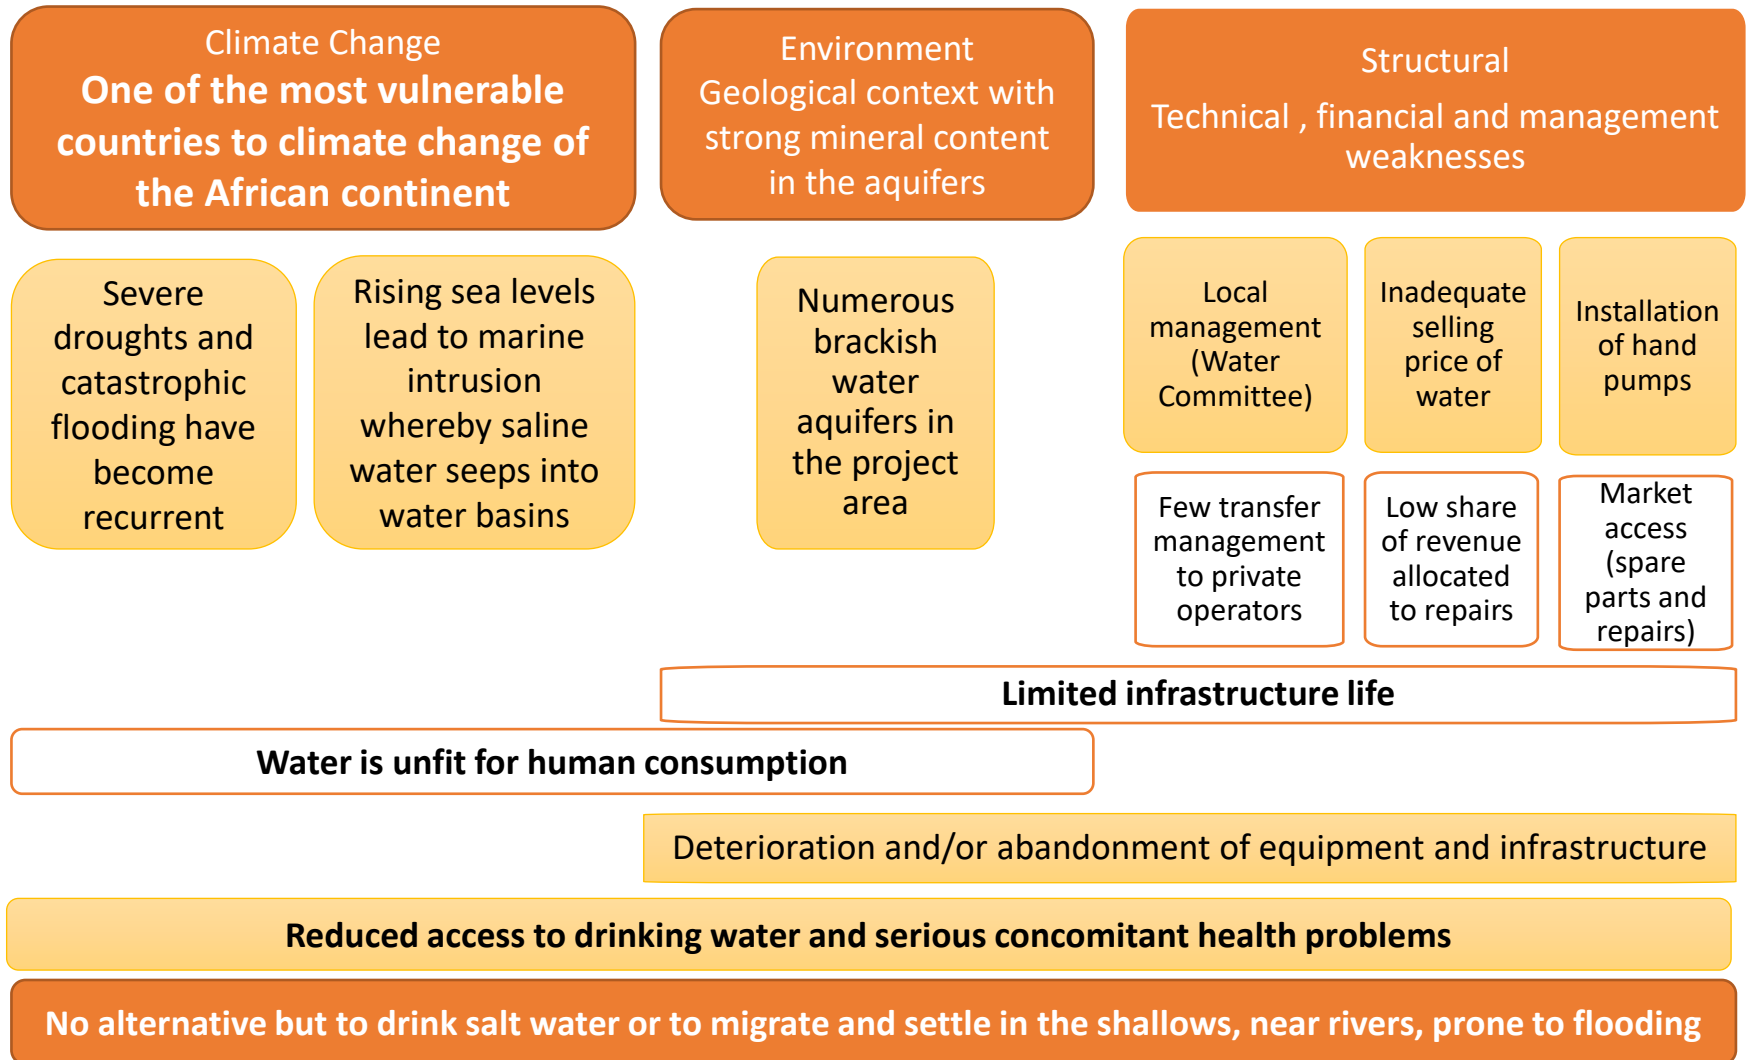 Climate Change
One of the most vulnerable
countries to climate change of
the African continent
Environment
Geological context with
strong mineral content
in the aquifers
Structural
Technical , financial and management
weaknesses
Severe
droughts and
catastrophic
flooding have
become
recurrent
Rising sea levels
lead to marine
intrusion
whereby saline
water seeps into
water basins
Numerous
brackish
water
aquifers in
the project
area
Local
management
(Water
Committee)
Inadequate
selling
price of
water
Installation
of hand
pumps
Few transfer
management
to private
operators
Low share
of revenue
allocated
to repairs
Market
access
(spare
parts and
repairs)
Limited infrastructure life
Water is unfit for human consumption
Deterioration and/or abandonment of equipment and infrastructure
Reduced access to drinking water and serious concomitant health problems
No alternative but to drink salt water or to migrate and settle in the shallows, near rivers, prone to flooding